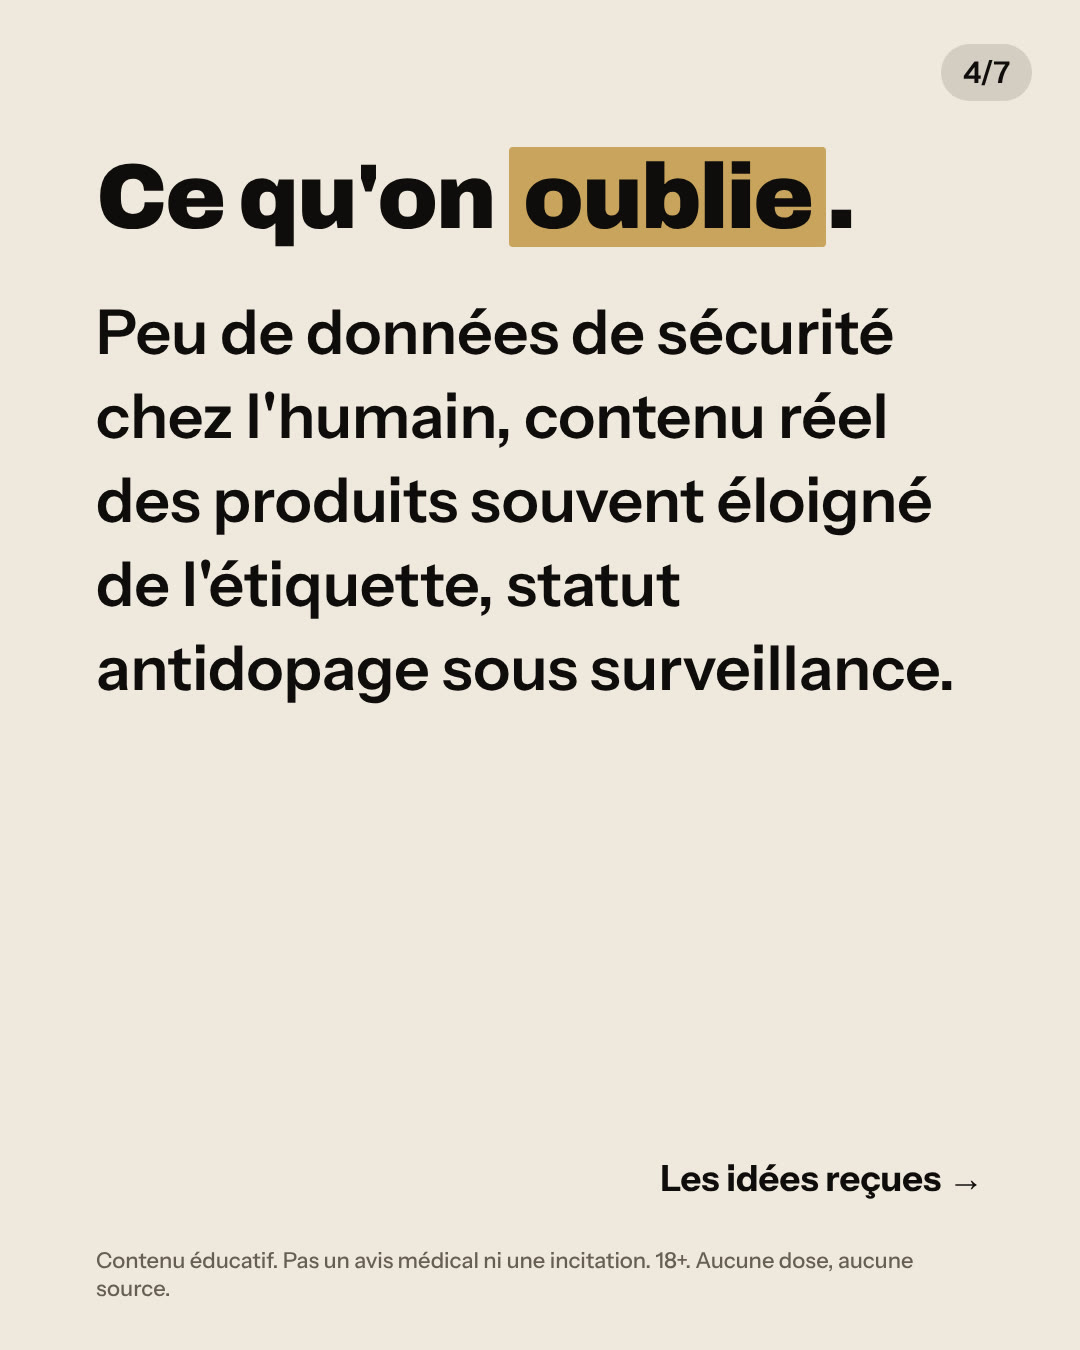 4/7
Ce qu'on oublie.
Peu de données de sécurité
chez l'humain, contenu réel
des produits souvent éloigné
de l'étiquette, statut
antidopage sous surveillance.
Les idées reçues →
Contenu éducatif. Pas un avis médical ni une incitation. 18+. Aucune dose, aucune
source.